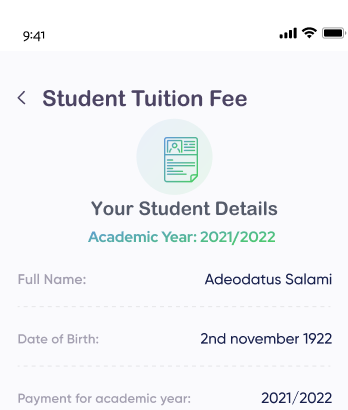 9:41
Student Tuition Fee
Your Student Details
Academic Year: 2021/2022
Full Name: Adeodatus Salami
Date of Birth: 2nd november 1922
Payment for academic year: 2021/2022